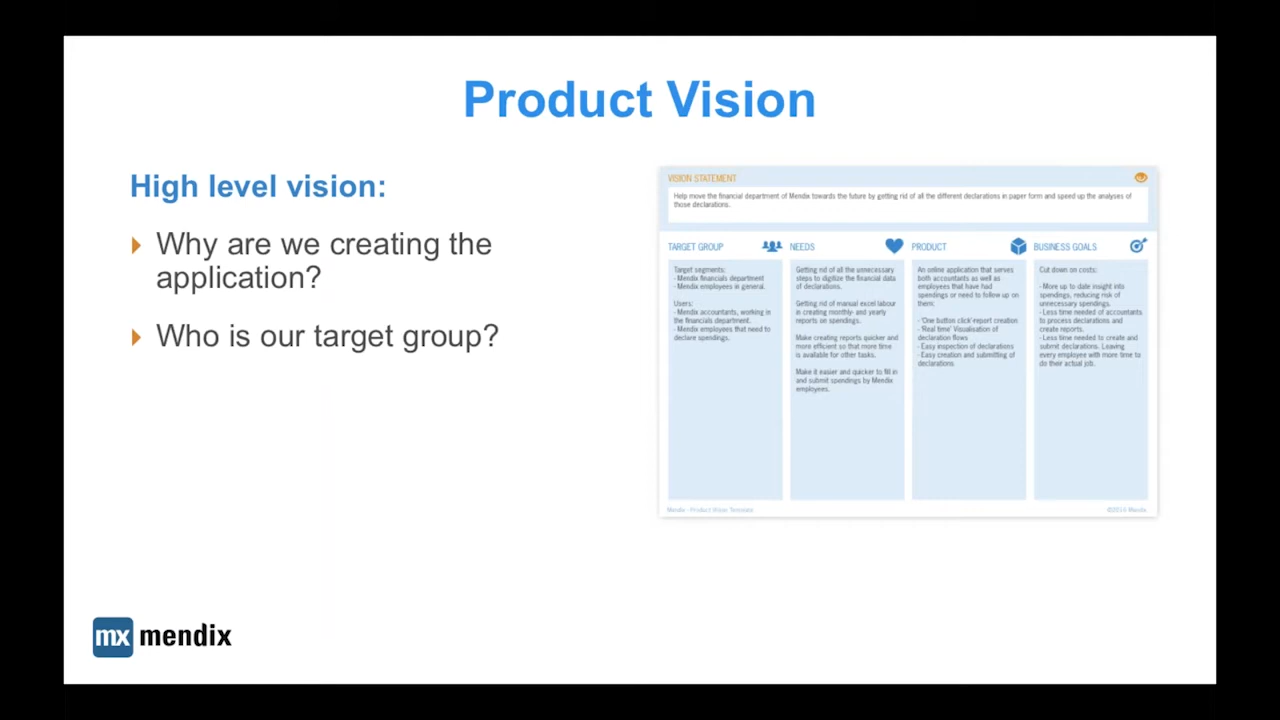 Product Vision
High level vision:
Why are we creating the
application?
Who is our target group?
VISION STATEMENT
Help move the financial department of Mendix towards the future by getting rid of all the different declarations in paper form and speed up the analyses of
those declarations.
TARGET GROUP
Target segments:
- Mendix financials department
- Mendix employees in general.
Users:
- Mendix accountants, working in
the financials department.
- Mendix employees that need to
declare spendings.
NEEDS
Getting rid of all the unnecessary
steps to digitize the financial data
of declarations.
Getting rid of manual excel labour
in creating monthly- and yearly
reports on spendings.
Make creating reports quicker and
more efficient so that more time
is available for other tasks.
Make it easier and quicker to fill in
and submit spendings by Mendix
employees.
PRODUCT
An online application that serves
both accountants as well as
employees that have had
spendings or need to follow up on
them:
- 'One button click'-report creation
- 'Real time' Visualisation of
declaration flows
- Easy inspection of declarations
- Easy creation and submitting of
declarations
BUSINESS GOALS
Cut down on costs:
- More up to date insight into
spendings, reducing risk of
unnecessary spendings.
- Less time needed of accountants
to process declarations and
create reports.
- Less time needed to create and
submit declarations. Leaving
every employee with more time to
do their actual job.
Mendix - Product Vision Template
©2014 Mendix
mx mendix